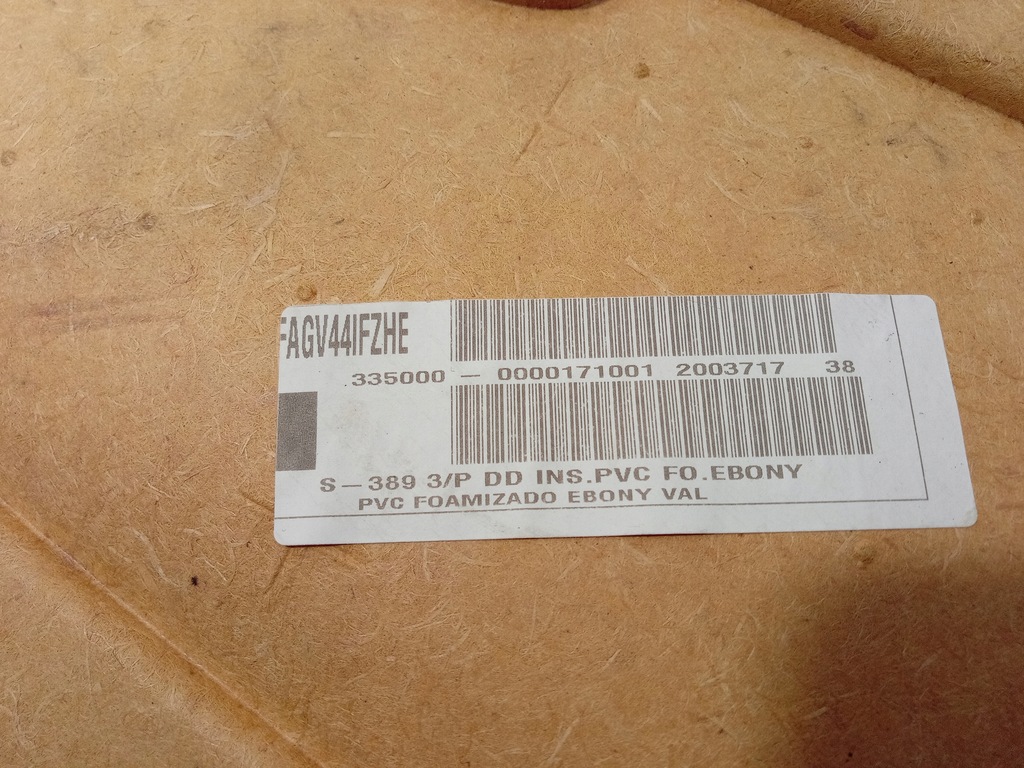 FAGV44IFZHE
335000 - 0000171001 2003717 38
S-389 3/P DD INS.PVC FO.EBONY
PVC FOAMIZADO EBONY VAL